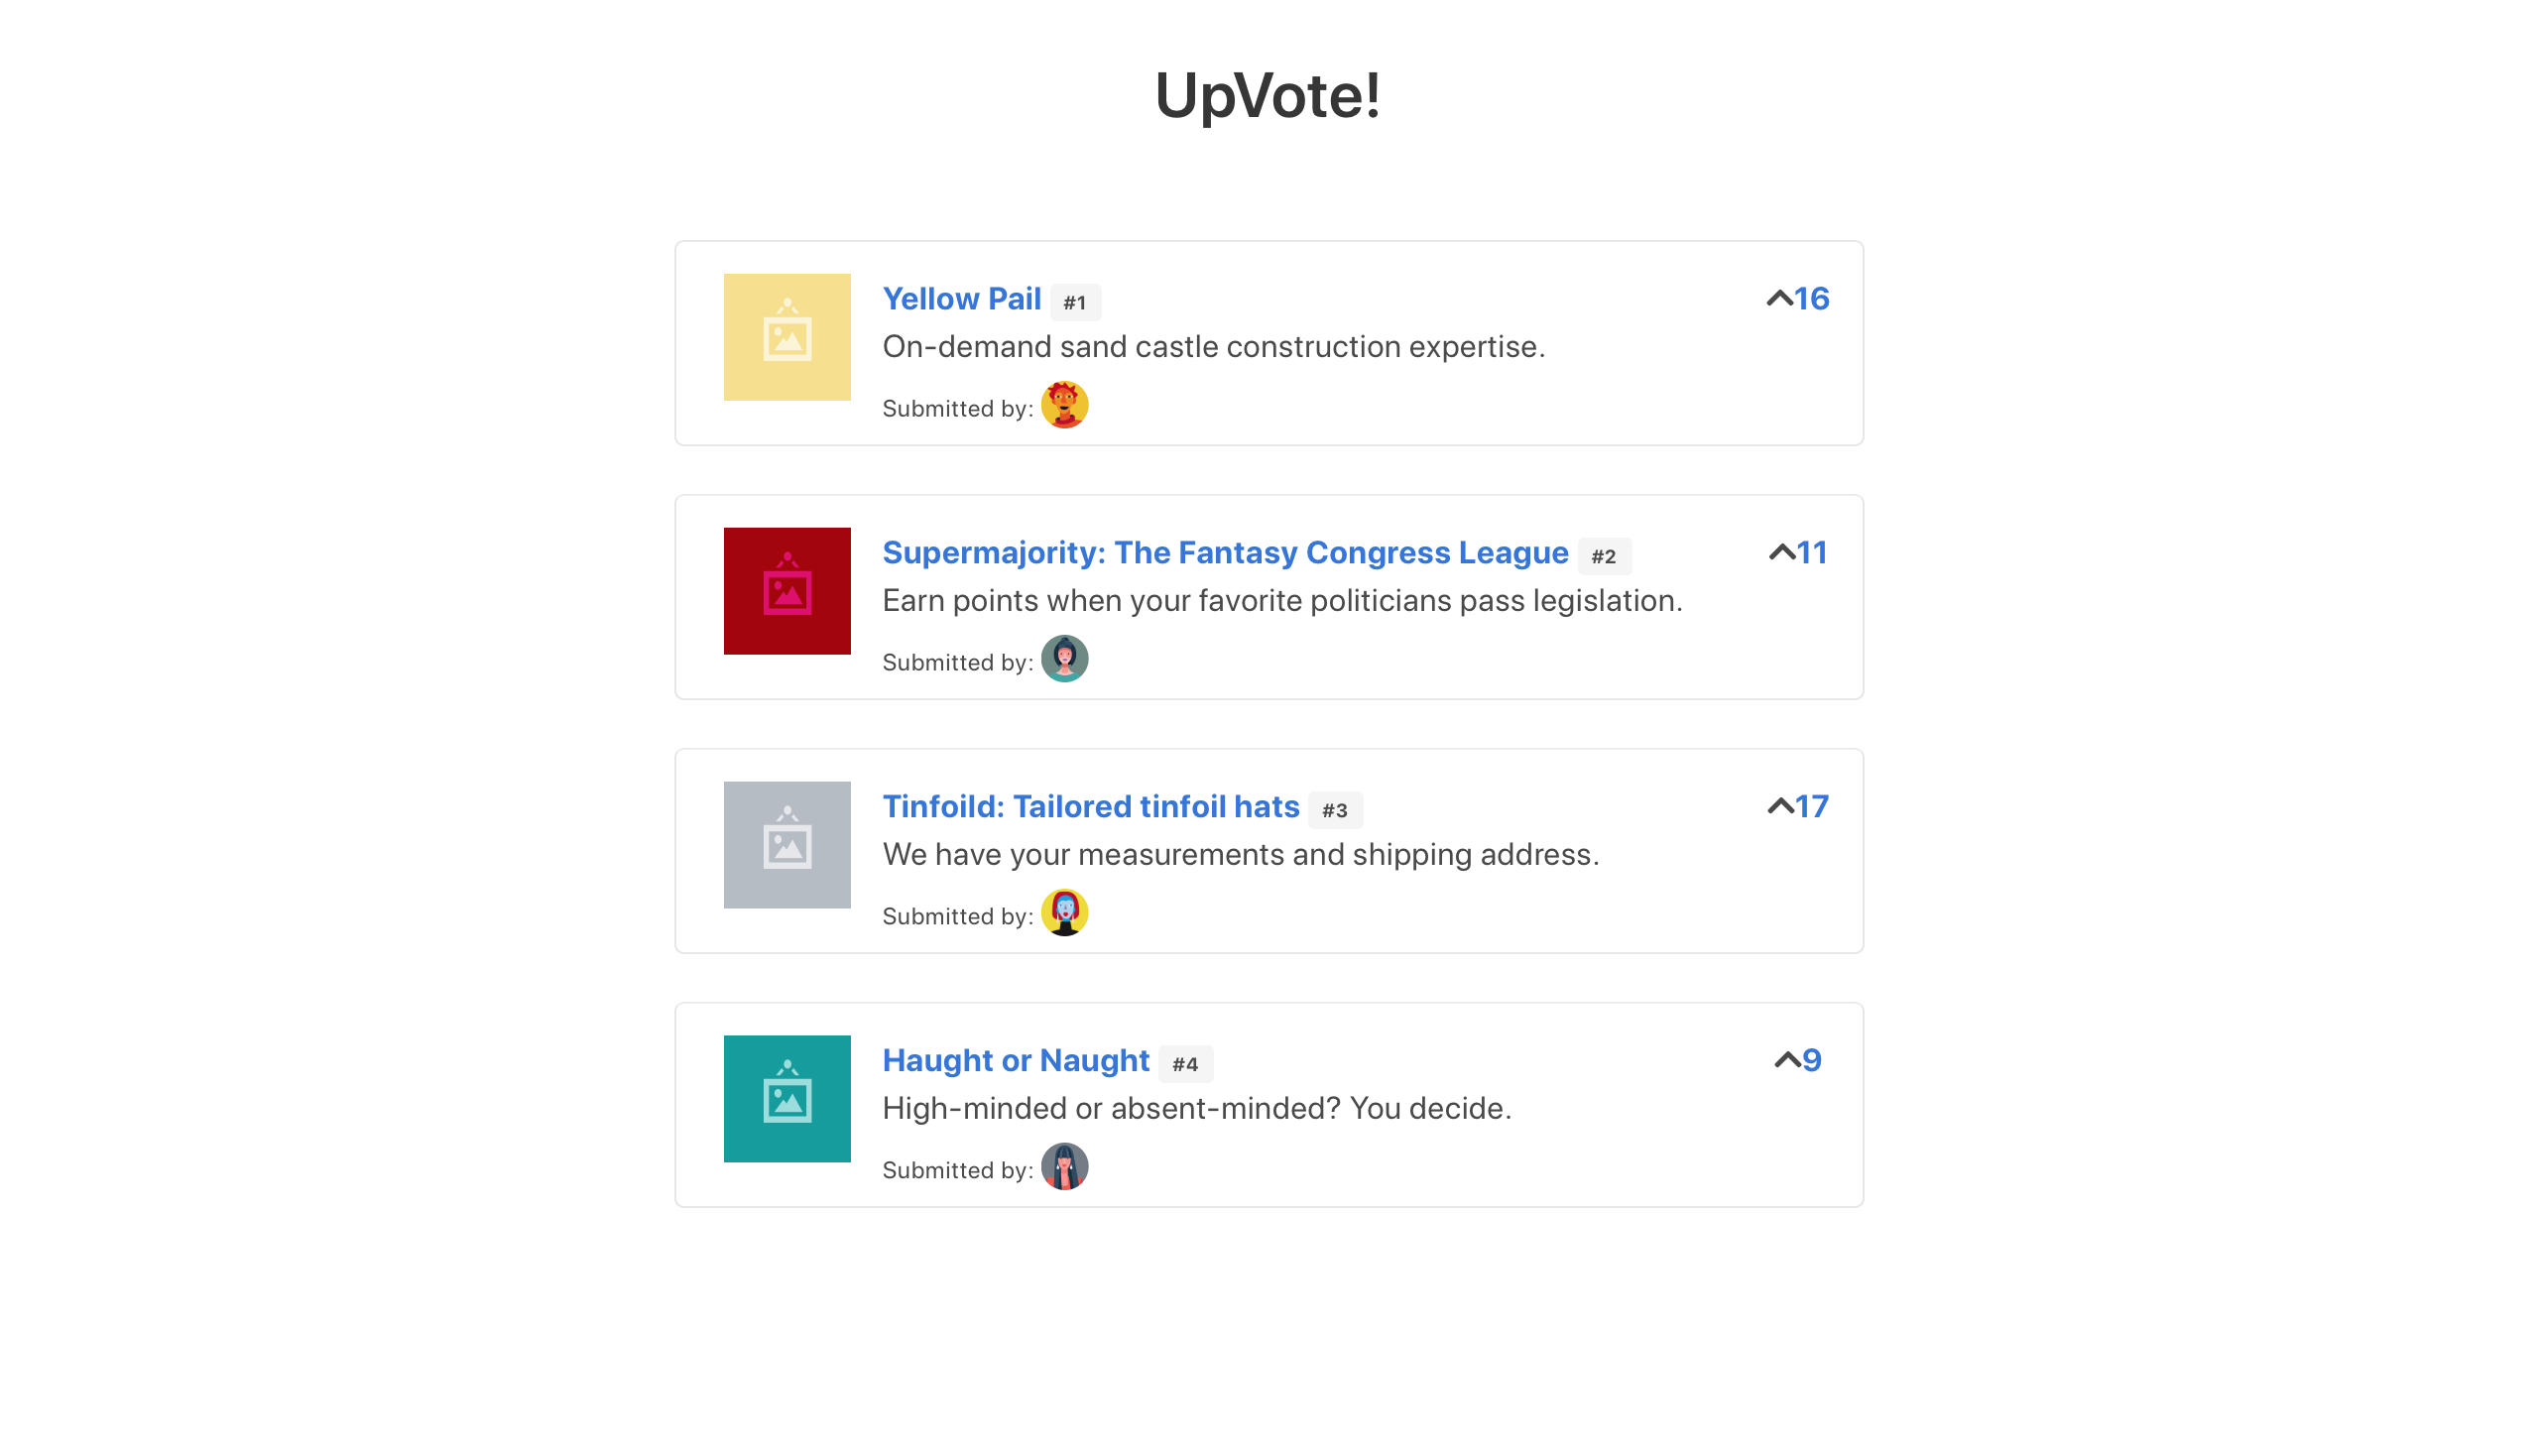 UpVote!
Yellow Pail #1
16
On-demand sand castle construction expertise.
Submitted by:
Supermajority: The Fantasy Congress League #2
11
Earn points when your favorite politicians pass legislation.
Submitted by:
Tinfoild: Tailored tinfoil hats #3
17
We have your measurements and shipping address.
Submitted by:
Haught or Naught #4
9
High-minded or absent-minded? You decide.
Submitted by: